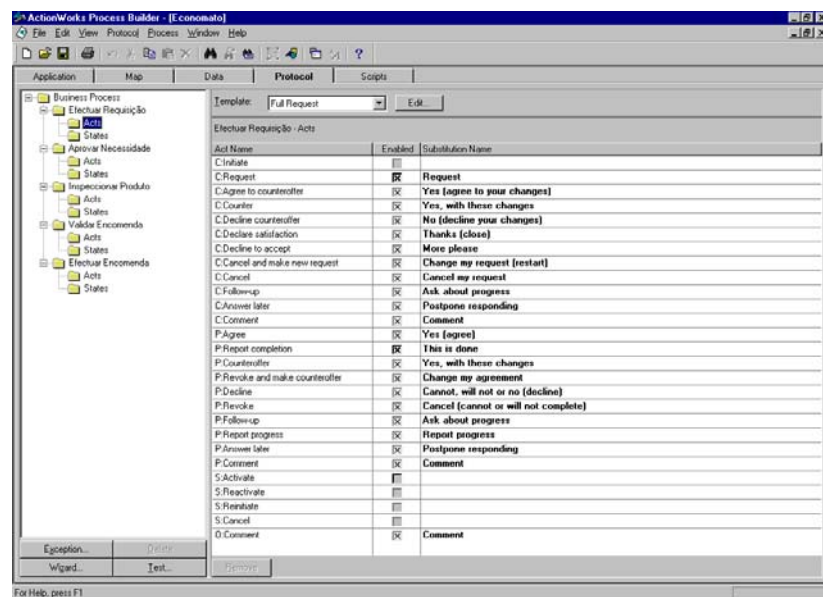 ActionWorks Process Builder - [Economato]
File Edit View Protocol Process Window Help
Application Map Data Protocol Scripts
Business Process
Efectuar Requisição
Acts
States
Aprovar Necessidade
Acts
States
Inspeccionar Produto
Acts
States
Validar Encomenda
Acts
States
Efectuar Encomenda
Acts
States
Exception... Delete
Wizard... Test...
Template: Full Request Edit...
Efectuar Requisição - Acts
Act Name Enabled Substitution Name
C:Initiate
C:Request Request
C:Agree to counteroffer Yes (agree to your changes)
C:Counter Yes, with these changes
C:Decline counteroffer No (decline your changes)
C:Declare satisfaction Thanks (close)
C:Decline to accept More please
C:Cancel and make new request Change my request (restart)
C:Cancel Cancel my request
C:Follow-up Ask about progress
C:Answer later Postpone responding
C:Comment Comment
P:Agree Yes (agree)
P:Report completion This is done
P:Counteroffer Yes, with these changes
P:Revoke and make counteroffer Change my agreement
P:Decline Cannot, will not or no (decline)
P:Revoke Cancel (cannot or will not complete)
P:Follow-up Ask about progress
P:Report progress Report progress
P:Answer later Postpone responding
P:Comment Comment
S:Activate
S:Reactivate
S:Reinitiate
S:Cancel
O:Comment Comment
Remove
For Help, press F1